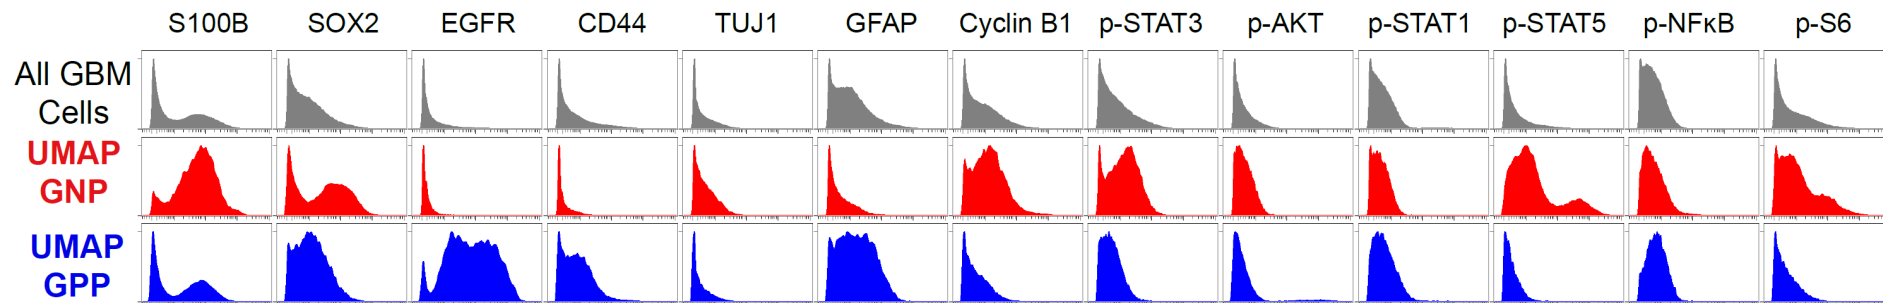 S100B SOX2 EGFR CD44 TUJ1 GFAP Cyclin B1 p-STAT3 p-AKT p-STAT1 p-STAT5 p-NFκB p-S6
All GBM
Cells
UMAP
GNP
UMAP
GPP